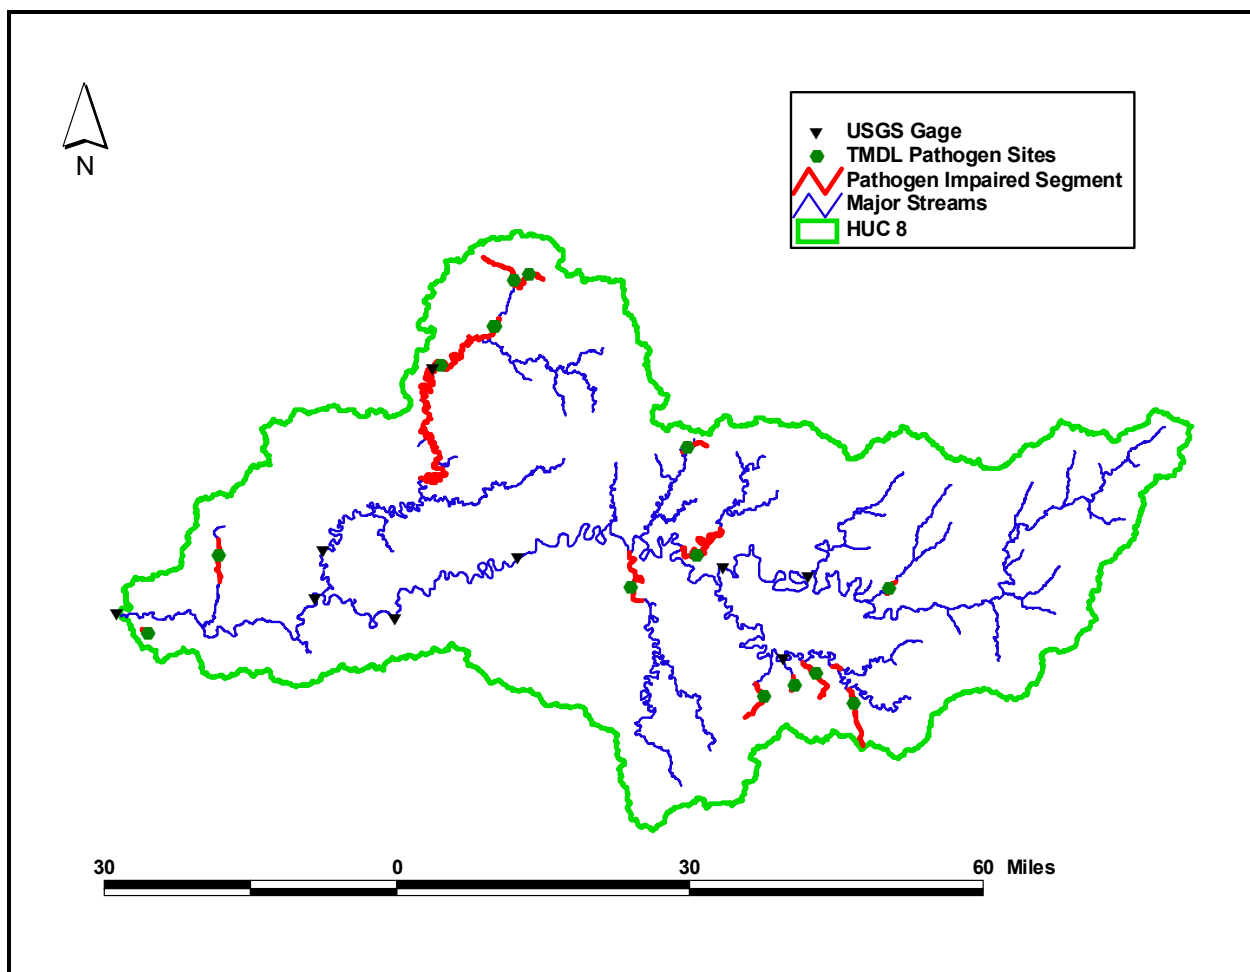 USGS Gage
TMDL Pathogen Sites
Pathogen Impaired Segment
Major Streams
HUC 8
N
30 0 30 60 Miles